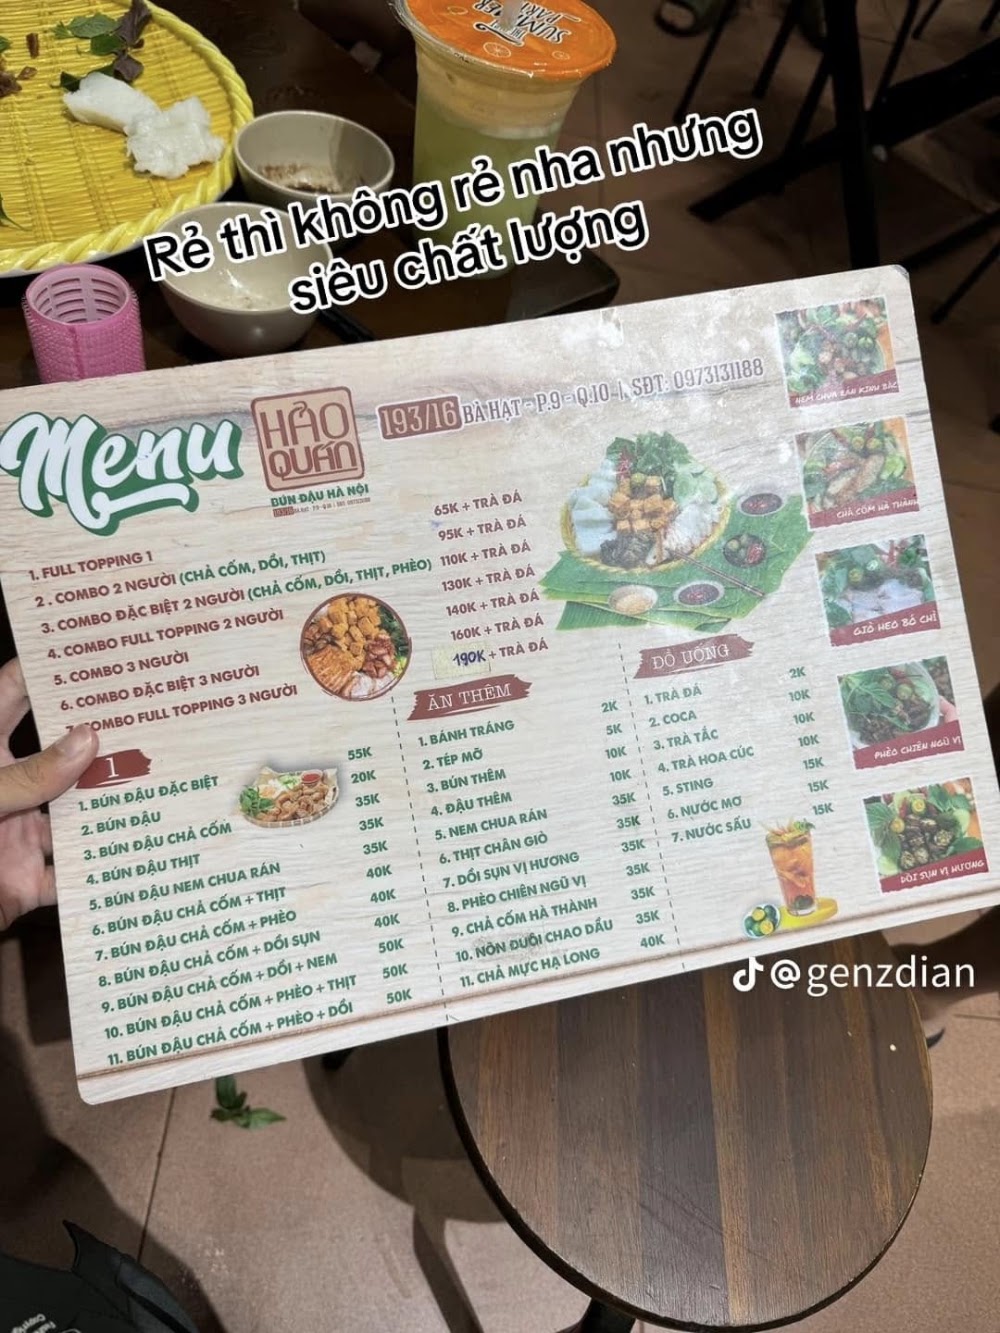 THE
SUMMER
PARK
Rẻ thì không rẻ nha nhưng
siêu chất lượng
Menu
HẢO
QUÁN
BÚN ĐẬU HÀ NỘI
193/16 BÀ HẠT - P.9 - Q.10 - SĐT: 0973131188
1. FULL TOPPING 1 65K + TRÀ ĐÁ
2. COMBO 2 NGƯỜI (CHẢ CỐM, DỒI, THỊT) 95K + TRÀ ĐÁ
3. COMBO ĐẶC BIỆT 2 NGƯỜI (CHẢ CỐM, DỒI, THỊT, PHÈO) 110K + TRÀ ĐÁ
4. COMBO FULL TOPPING 2 NGƯỜI 130K + TRÀ ĐÁ
5. COMBO 3 NGƯỜI 140K + TRÀ ĐÁ
6. COMBO ĐẶC BIỆT 3 NGƯỜI 160K + TRÀ ĐÁ
COMBO FULL TOPPING 3 NGƯỜI 190K + TRÀ ĐÁ
1
1. BÚN ĐẬU ĐẶC BIỆT 55K
2. BÚN ĐẬU 20K
3. BÚN ĐẬU CHẢ CỐM 35K
4. BÚN ĐẬU THỊT 35K
5. BÚN ĐẬU NEM CHUA RÁN 35K
6. BÚN ĐẬU CHẢ CỐM + THỊT 40K
7. BÚN ĐẬU CHẢ CỐM + PHÈO 40K
8. BÚN ĐẬU CHẢ CỐM + DỒI SỤN 40K
9. BÚN ĐẬU CHẢ CỐM + DỒI + NEM 50K
10. BÚN ĐẬU CHẢ CỐM + PHÈO + THỊT 50K
11. BÚN ĐẬU CHẢ CỐM + PHÈO + DỒI 50K
ĂN THÊM
1. BÁNH TRÁNG 2K
2. TÉP MỠ 5K
3. BÚN THÊM 10K
4. ĐẬU THÊM 10K
5. NEM CHUA RÁN 35K
6. THỊT CHÂN GIÒ 35K
7. DỒI SỤN VỊ HƯƠNG 35K
8. PHÈO CHIÊN NGŨ VỊ 35K
9. CHẢ CỐM HÀ THÀNH 35K
10. NÕN ĐUÔI CHAO DẦU 35K
11. CHẢ MỰC HẠ LONG 40K
ĐỒ UỐNG
1. TRÀ ĐÁ 2K
2. COCA 10K
3. TRÀ TẮC 10K
4. TRÀ HOA CÚC 10K
5. STING 15K
6. NƯỚC MƠ 15K
7. NƯỚC SẤU 15K
NEM CHUA RÁN KINH BẮC
CHẢ CỐM HÀ THÀNH
GIÒ HEO BÓ CHỈ
PHÈO CHIÊN NGŨ VỊ
DỒI SỤN VỊ HƯƠNG
@genzdian